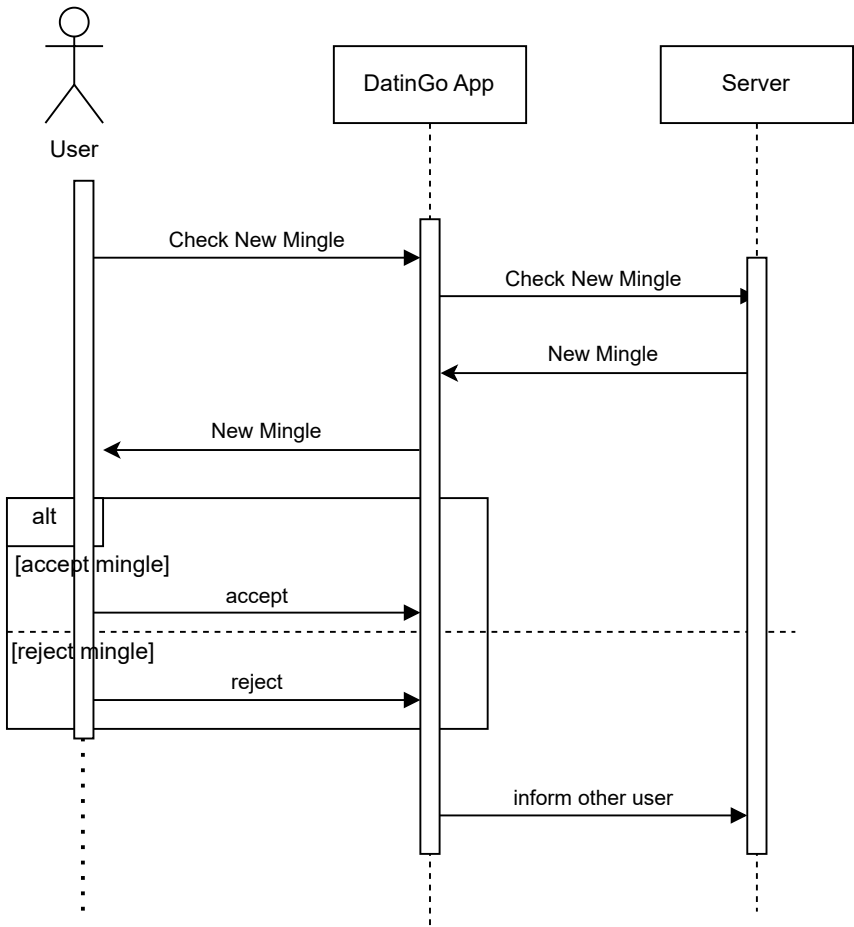 User
DatinGo App
Server
Check New Mingle
Check New Mingle
New Mingle
New Mingle
alt
[accept mingle]
accept
[reject mingle]
reject
inform other user